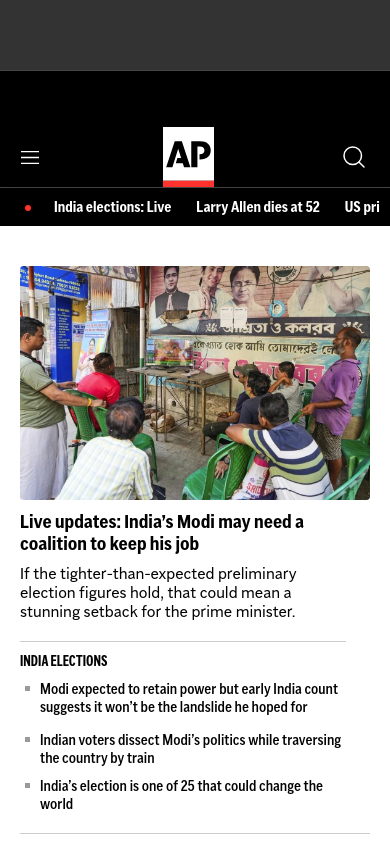 AP
India elections: Live
Larry Allen dies at 52
US pri
Live updates: India’s Modi may need a
coalition to keep his job
If the tighter-than-expected preliminary
election figures hold, that could mean a
stunning setback for the prime minister.
INDIA ELECTIONS
Modi expected to retain power but early India count
suggests it won’t be the landslide he hoped for
Indian voters dissect Modi’s politics while traversing
the country by train
India’s election is one of 25 that could change the
world